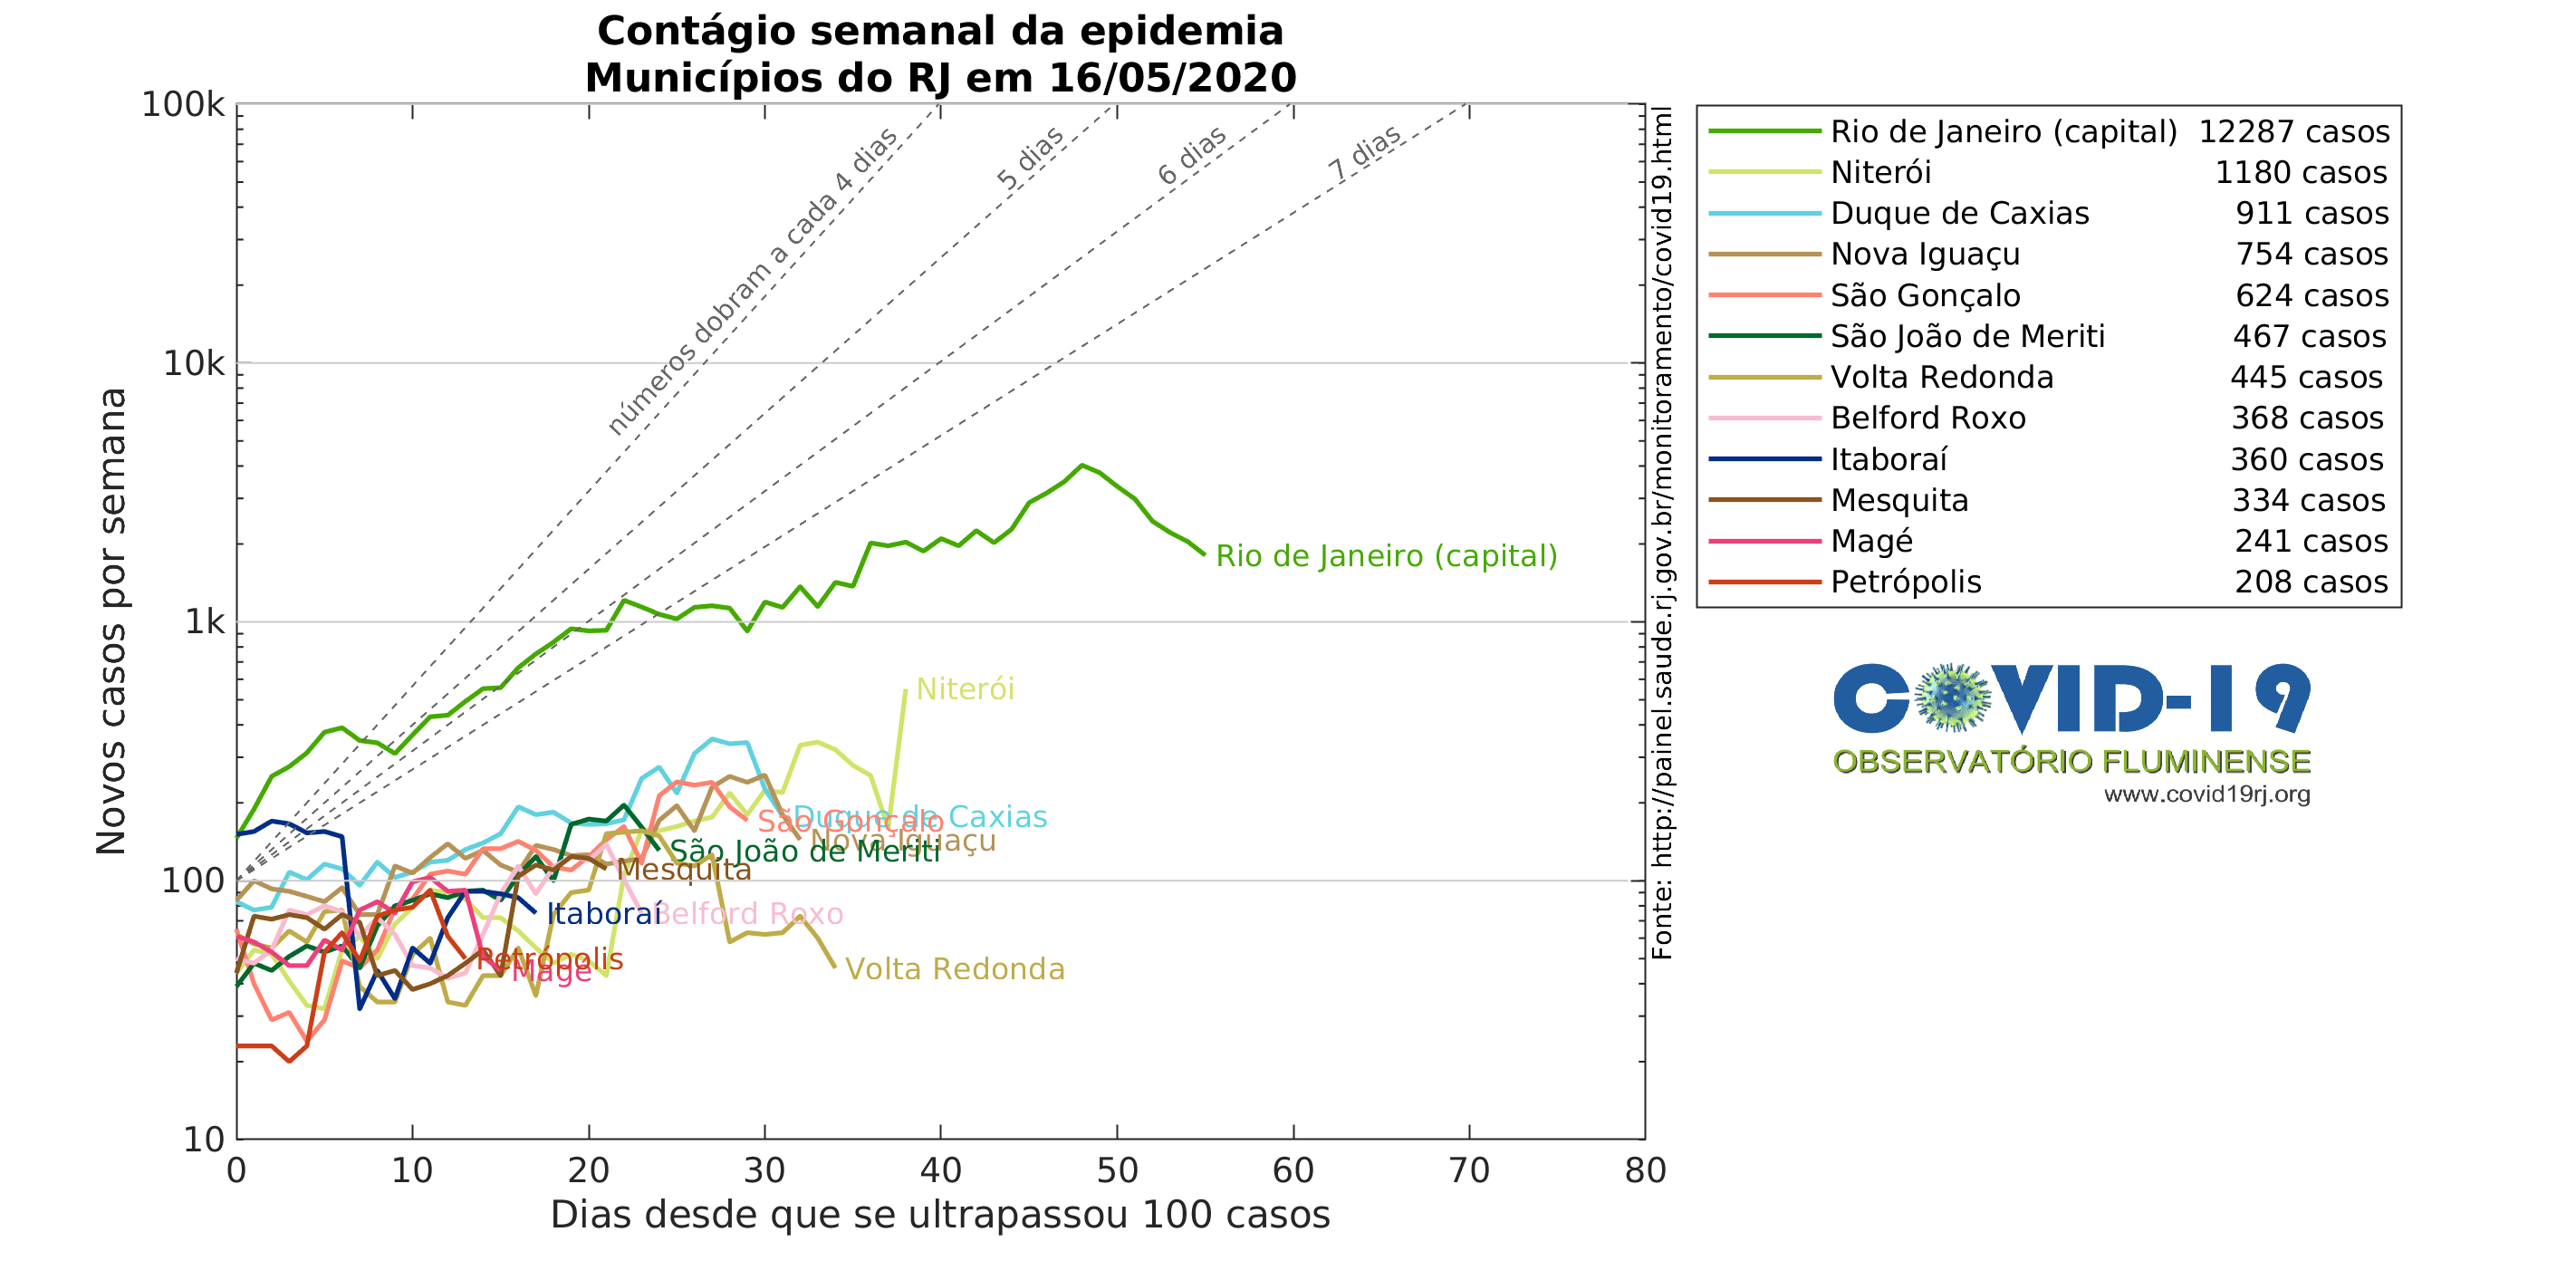 Contágio semanal da epidemia
Municípios do RJ em 16/05/2020
Novos casos por semana
100k
10k
1k
100
10
0 10 20 30 40 50 60 70 80
Dias desde que se ultrapassou 100 casos
números dobram a cada 4 dias
5 dias
6 dias
7 dias
Rio de Janeiro (capital)
Niterói
Duque de Caxias
São Gonçalo
Nova Iguaçu
São João de Meriti
Mesquita
Itaboraí
Belford Roxo
Petrópolis
Magé
Volta Redonda
Fonte: http://painel.saude.rj.gov.br/monitoramento/covid19.html
Rio de Janeiro (capital) 12287 casos
Niterói 1180 casos
Duque de Caxias 911 casos
Nova Iguaçu 754 casos
São Gonçalo 624 casos
São João de Meriti 467 casos
Volta Redonda 445 casos
Belford Roxo 368 casos
Itaboraí 360 casos
Mesquita 334 casos
Magé 241 casos
Petrópolis 208 casos
COVID-19
OBSERVATÓRIO FLUMINENSE
www.covid19rj.org